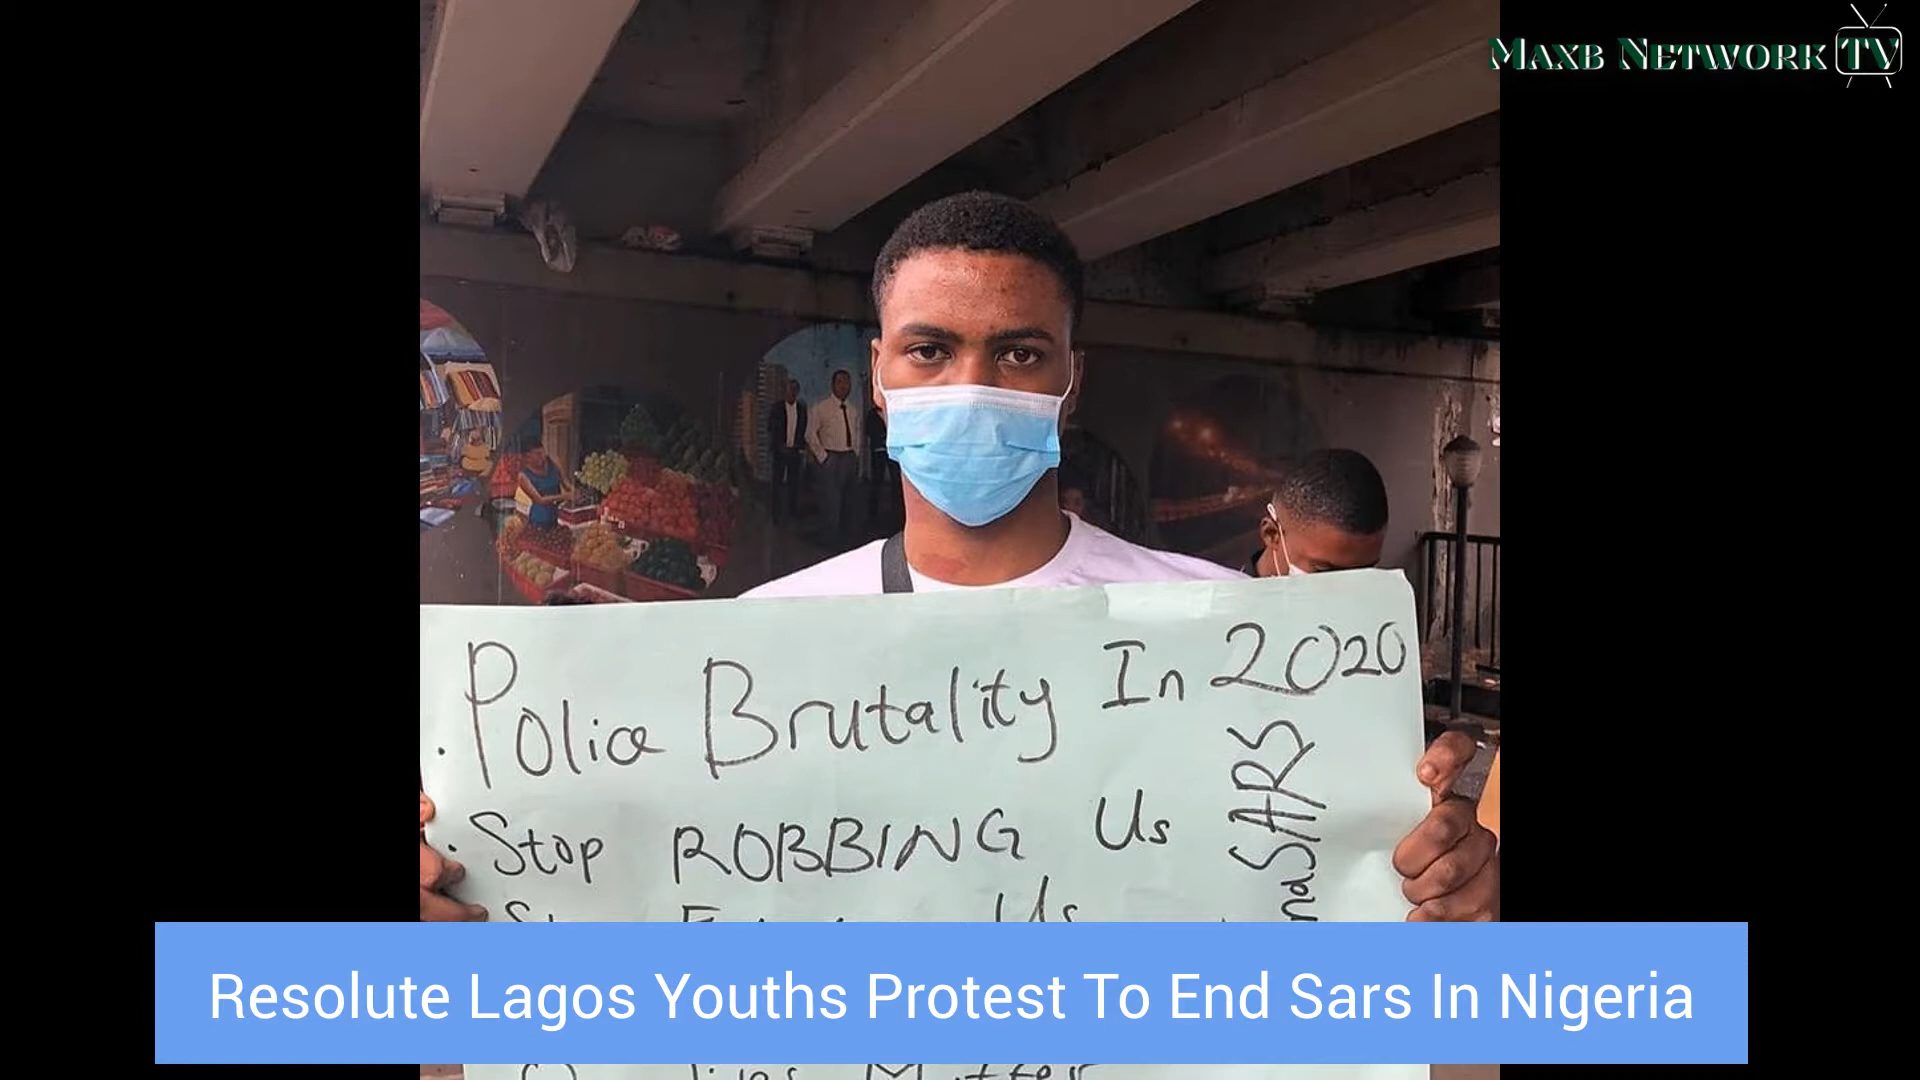 MAXB NETWORK TV
Police Brutality In 2020
Stop ROBBING Us
SARS
Us
Resolute Lagos Youths Protest To End Sars In Nigeria